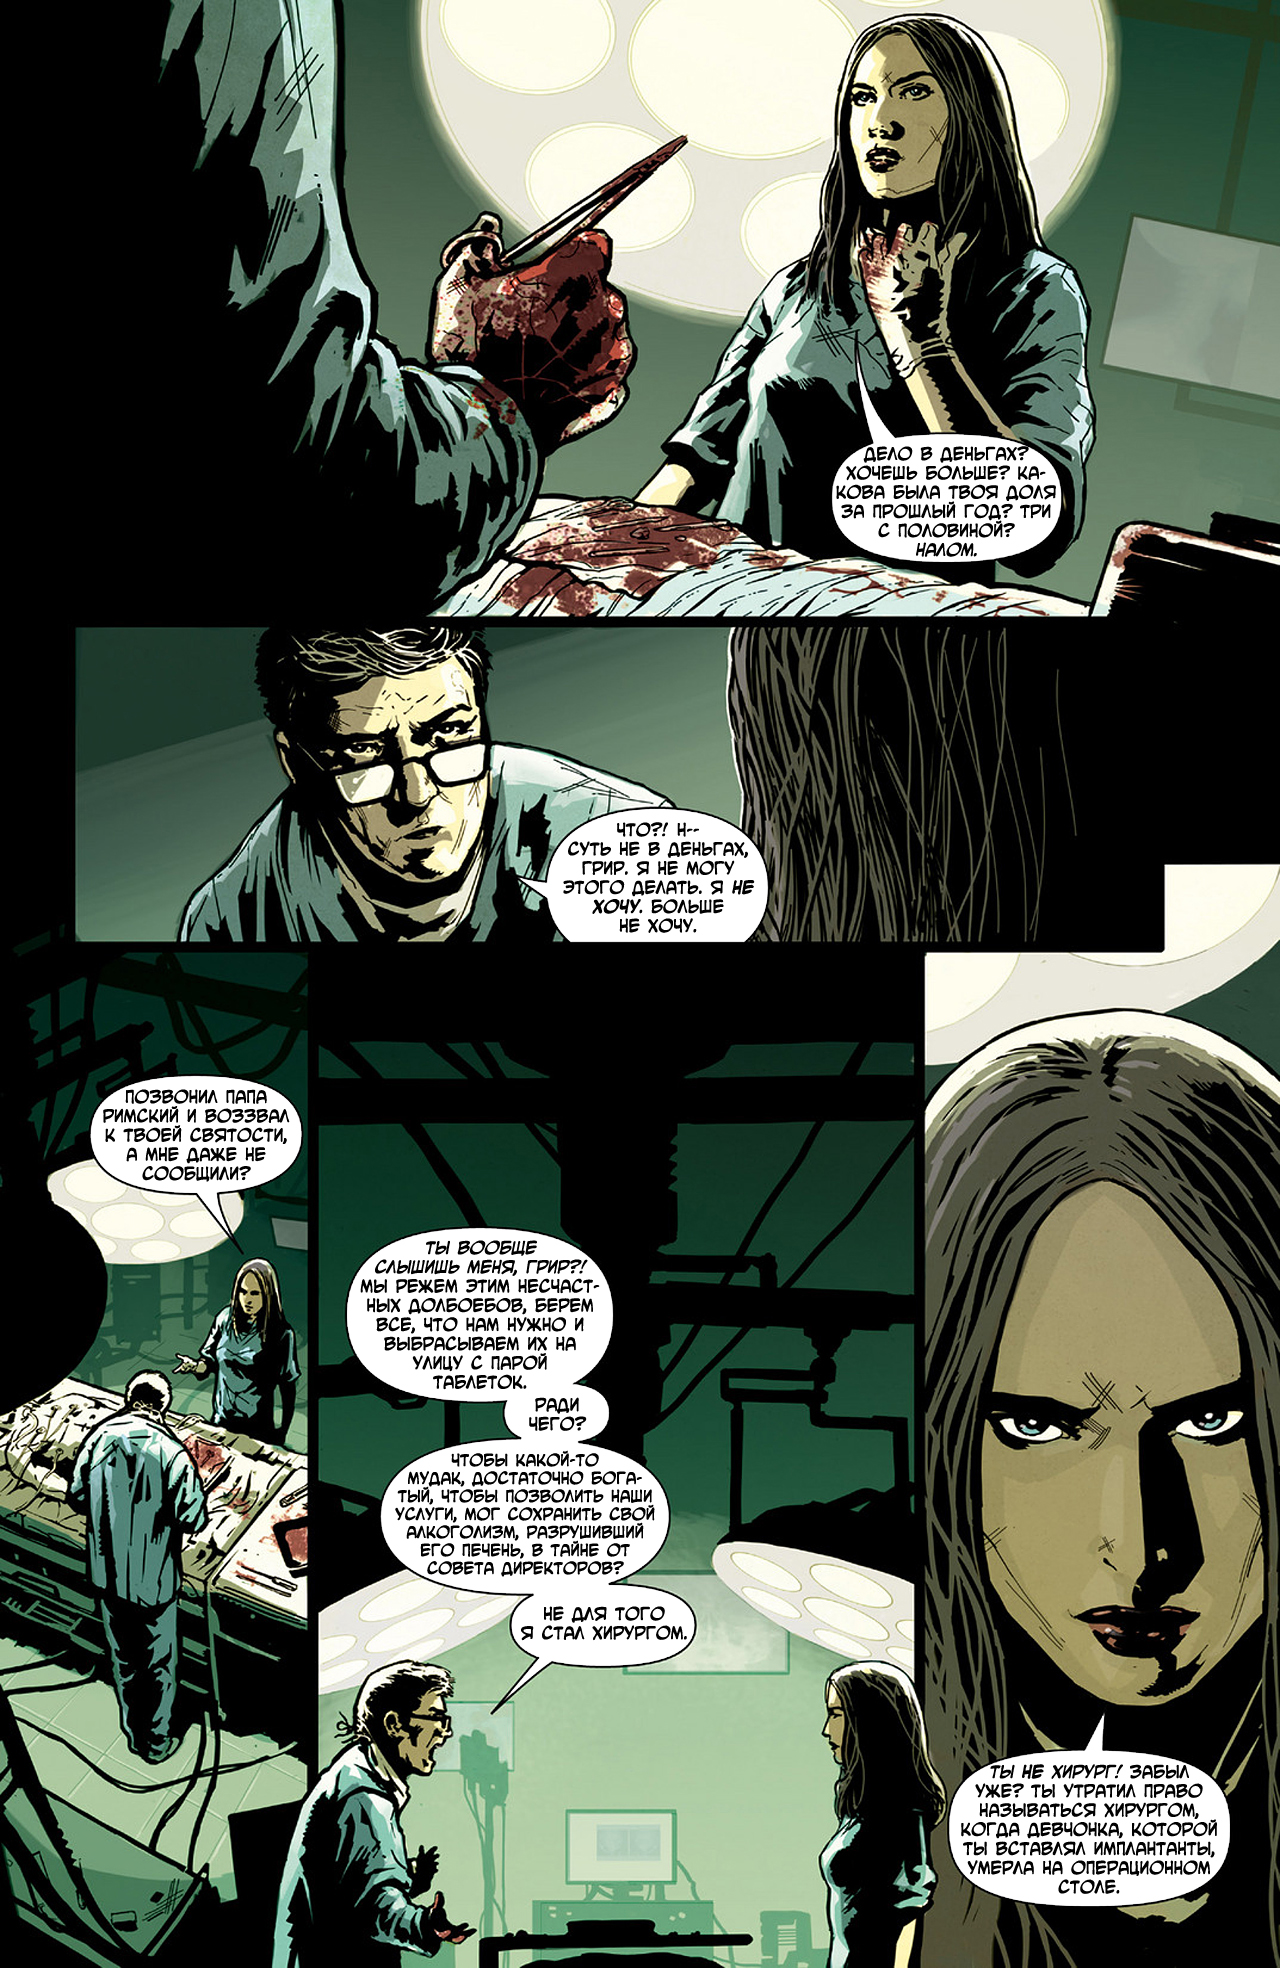 ДЕЛО В ДЕНЬГАХ?
ХОЧЕШЬ БОЛЬШЕ? КА-
КОВА БЫЛА ТВОЯ ДОЛЯ
ЗА ПРОШЛЫЙ ГОД? ТРИ
С ПОЛОВИНОЙ?
НАЛОМ.
ЧТО?! Н--
СУТЬ НЕ В ДЕНЬГАХ,
ГРИР. Я НЕ МОГУ
ЭТОГО ДЕЛАТЬ. Я НЕ
ХОЧУ. БОЛЬШЕ
НЕ ХОЧУ.
ПОЗВОНИЛ ПАПА
РИМСКИЙ И ВОЗЗВАЛ
К ТВОЕЙ СВЯТОСТИ,
А МНЕ ДАЖЕ НЕ
СООБЩИЛИ?
ТЫ ВООБЩЕ
СЛЫШИШЬ МЕНЯ, ГРИР?!
МЫ РЕЖЕМ ЭТИМ НЕСЧАСТ-
НЫХ ДОЛБОЕБОВ, БЕРЕМ
ВСЕ, ЧТО НАМ НУЖНО И
ВЫБРАСЫВАЕМ ИХ НА
УЛИЦУ С ПАРОЙ
ТАБЛЕТОК.
РАДИ
ЧЕГО?
ЧТОБЫ КАКОЙ-ТО
МУДАК, ДОСТАТОЧНО БОГА-
ТЫЙ, ЧТОБЫ ПОЗВОЛИТЬ НАШИ
УСЛУГИ, МОГ СОХРАНИТЬ СВОЙ
АЛКОГОЛИЗМ, РАЗРУШИВШИЙ
ЕГО ПЕЧЕНЬ, В ТАЙНЕ ОТ
СОВЕТА ДИРЕКТОРОВ?
НЕ ДЛЯ ТОГО
Я СТАЛ ХИРУРГОМ.
ТЫ НЕ ХИРУРГ! ЗАБЫЛ
УЖЕ? ТЫ УТРАТИЛ ПРАВО
НАЗЫВАТЬСЯ ХИРУРГОМ,
КОГДА ДЕВЧОНКА, КОТОРОЙ
ТЫ ВСТАВЛЯЛ ИМПЛАНТАНТЫ,
УМЕРЛА НА ОПЕРАЦИОННОМ
СТОЛЕ.